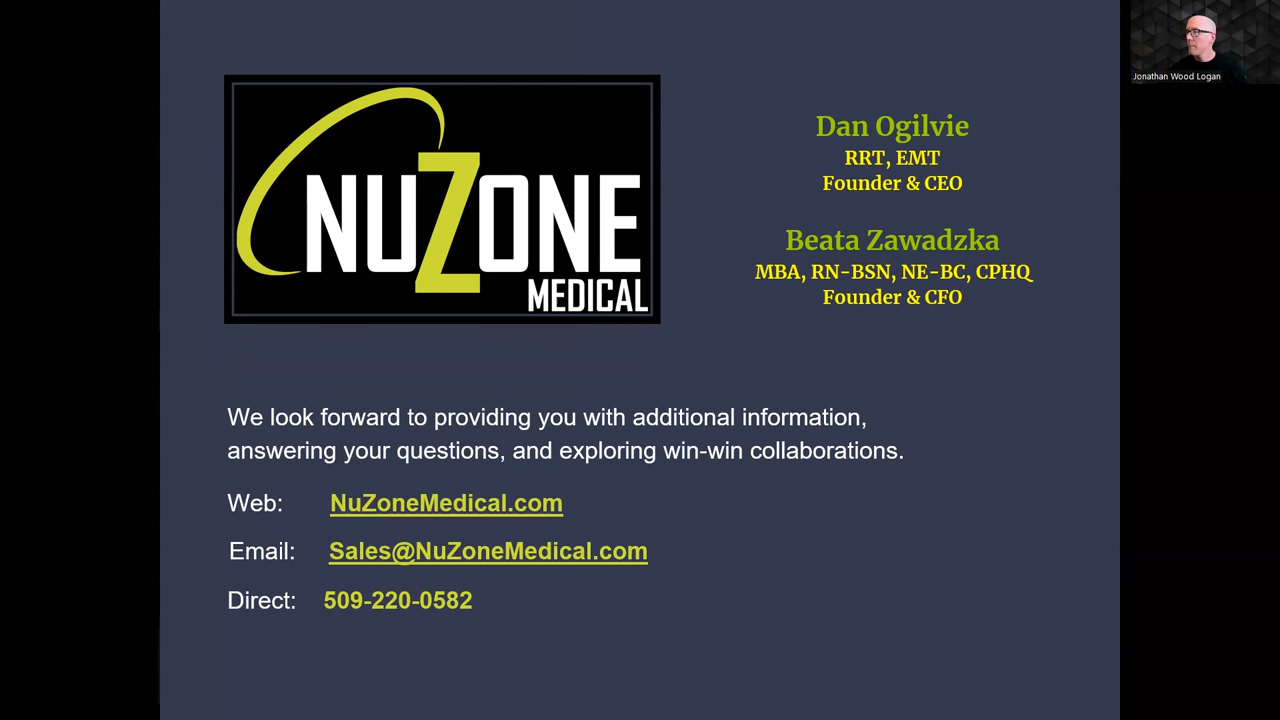 NUZONE
MEDICAL
Dan Ogilvie
RRT, EMT
Founder & CEO
Beata Zawadzka
MBA, RN-BSN, NE-BC, CPHQ
Founder & CFO
We look forward to providing you with additional information,
answering your questions, and exploring win-win collaborations.
Web: NuZoneMedical.com
Email: Sales@NuZoneMedical.com
Direct: 509-220-0582
Jonathan Wood Logan